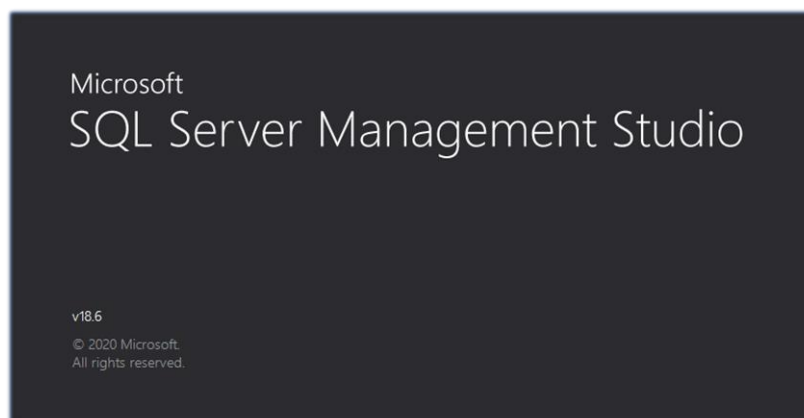 Microsoft
SQL Server Management Studio
v18.6
© 2020 Microsoft.
All rights reserved.